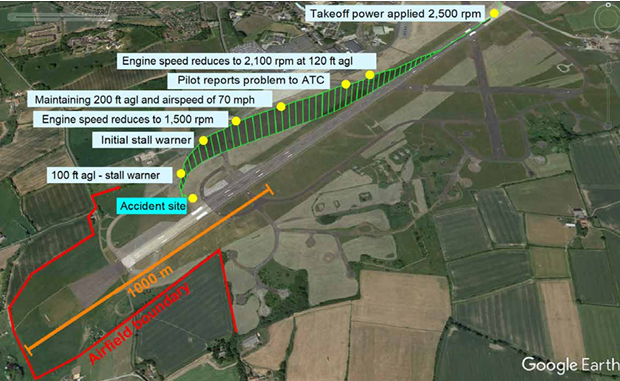 Takeoff power applied 2,500 rpm
Engine speed reduces to 2,100 rpm at 120 ft agl
Pilot reports problem to ATC
Maintaining 200 ft agl and airspeed of 70 mph
Engine speed reduces to 1,500 rpm
Initial stall warner
100 ft agl - stall warner
Accident site
1000 m
Airfield boundary
Google Earth